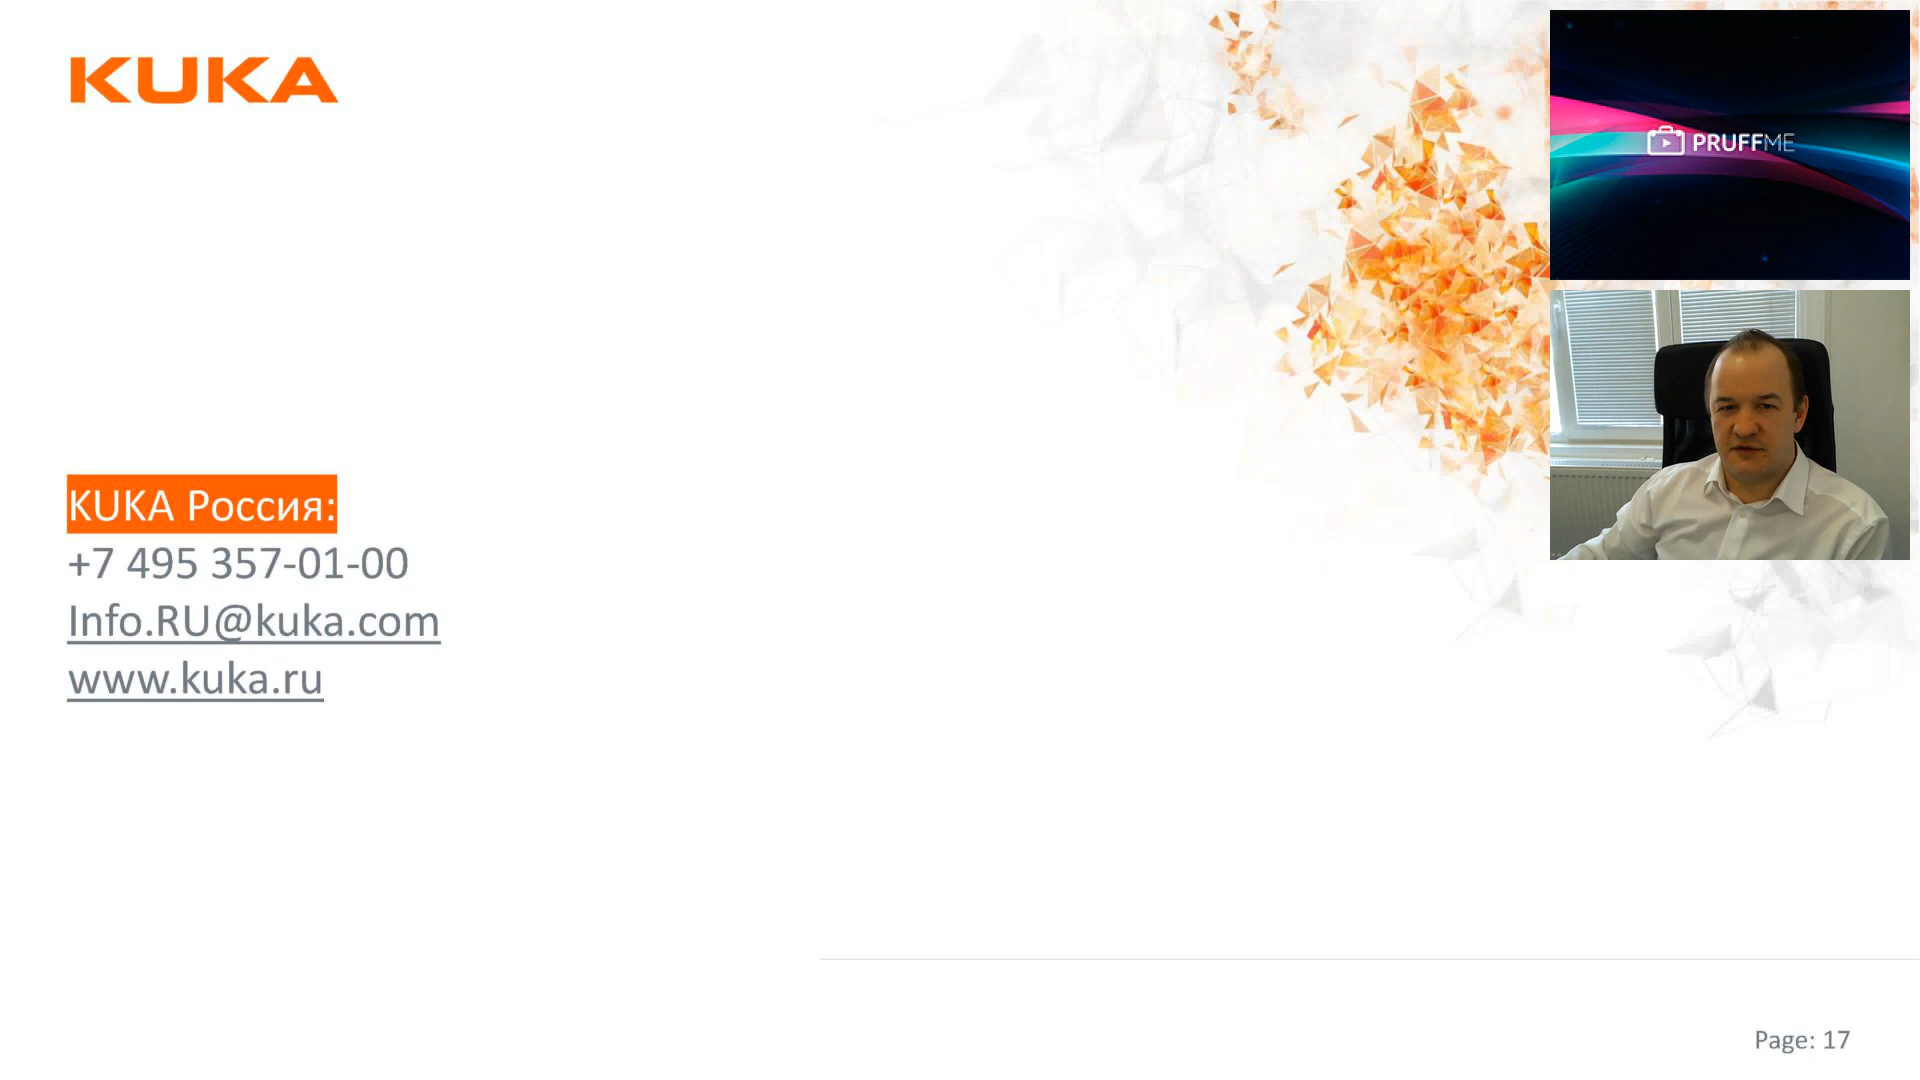 KUKA
PRUFFME
KUKA Россия:
+7 495 357-01-00
Info.RU@kuka.com
www.kuka.ru
Page: 17